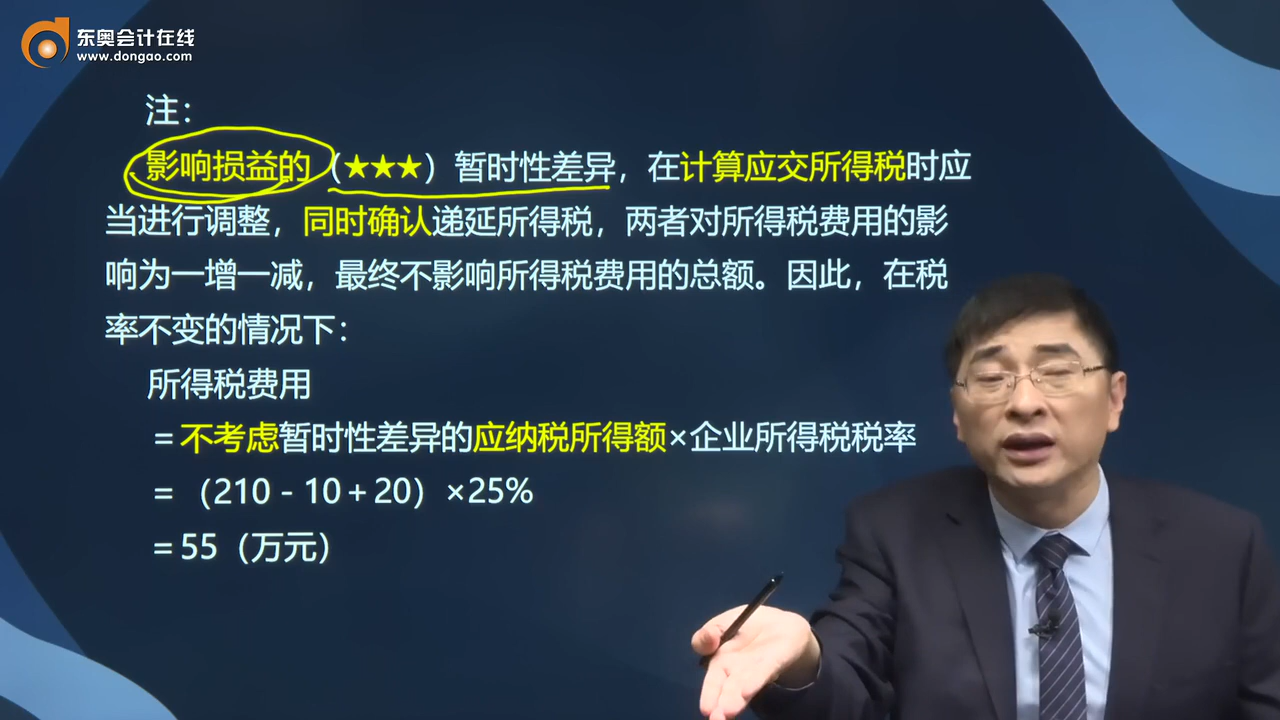 东奥会计在线
www.dongao.com
注：
影响损益的（★★★）暂时性差异，在计算应交所得税时应
当进行调整，同时确认递延所得税，两者对所得税费用的影
响为一增一减，最终不影响所得税费用的总额。因此，在税
率不变的情况下：
所得税费用
＝不考虑暂时性差异的应纳税所得额×企业所得税税率
＝（210－10＋20）×25%
＝55（万元）